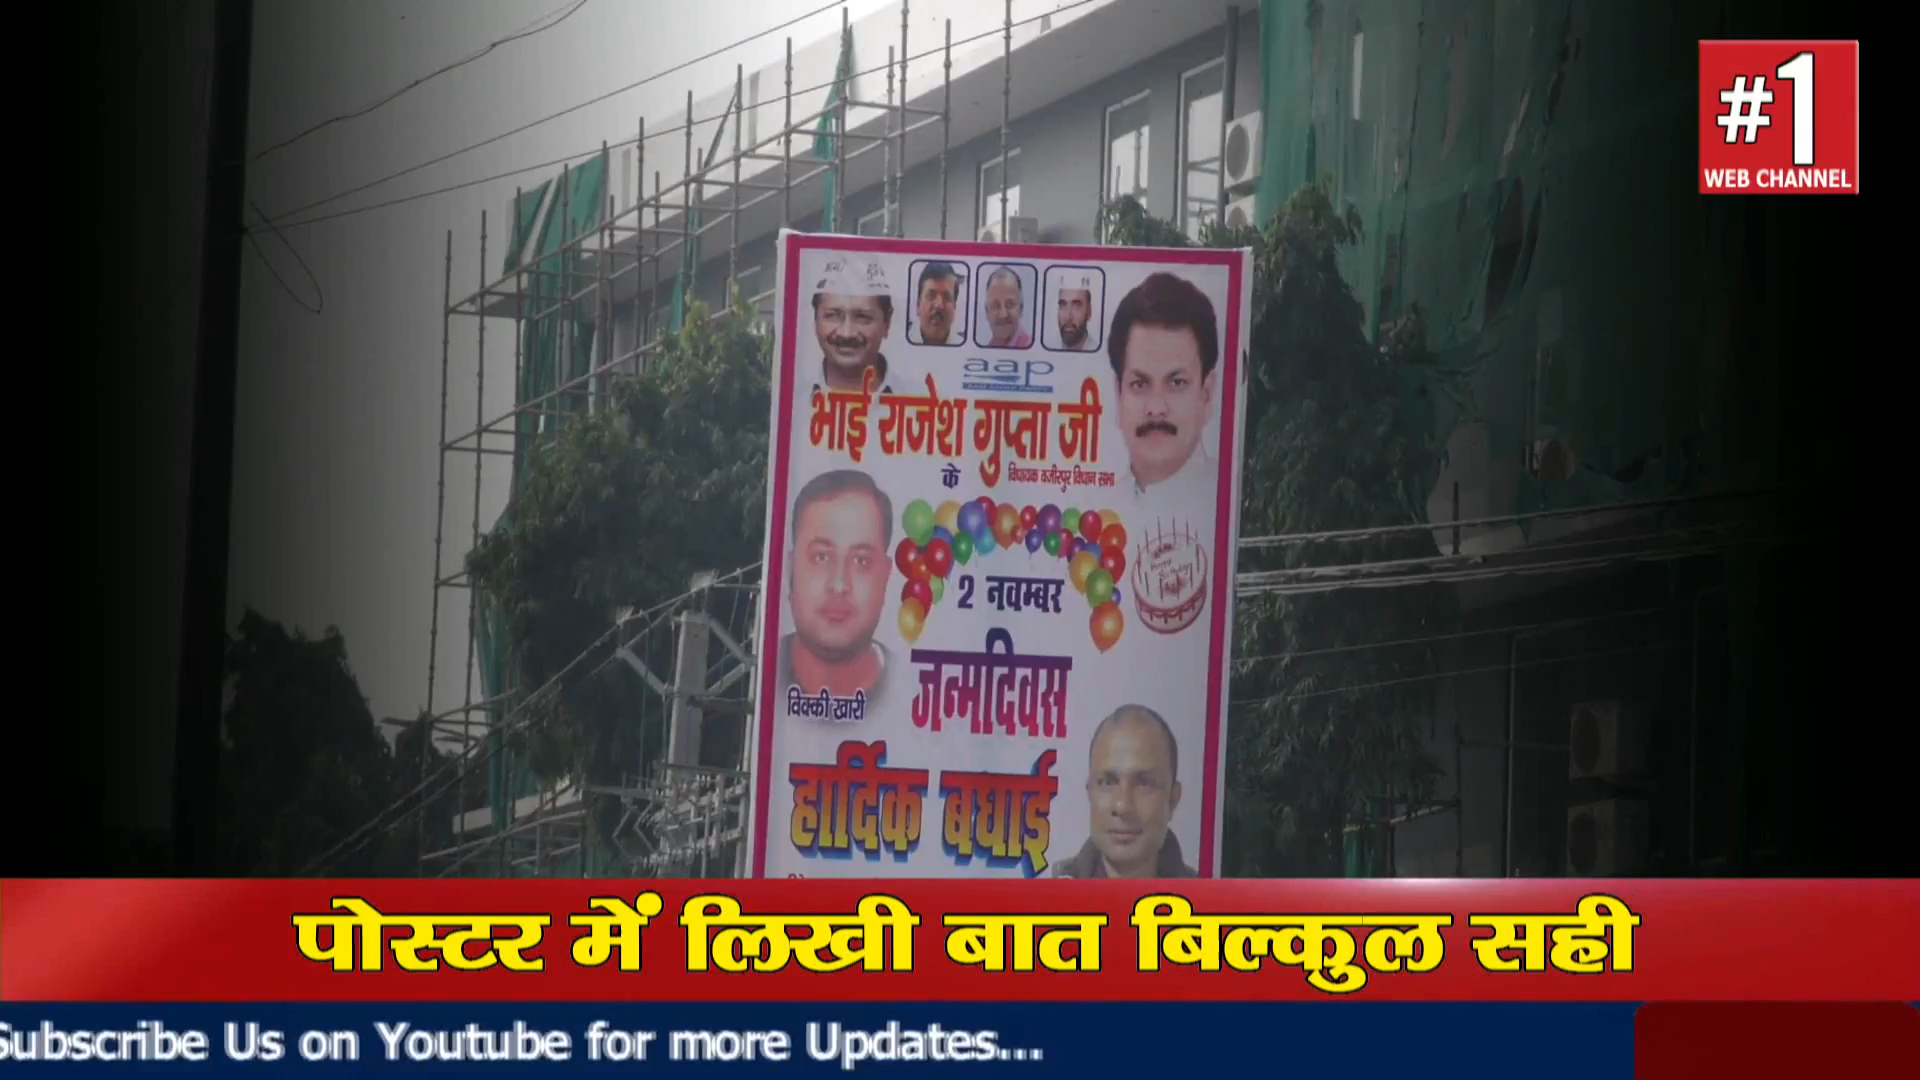 #1
WEB CHANNEL
aap
भाई राजेश गुप्ता जी
विधायक वजीरपुर विधान सभा
के
2 नवम्बर
जन्मदिवस
विक्की खारी
हार्दिक बधाई
पोस्टर में लिखी बात बिल्कुल सही
Subscribe Us on Youtube for more Updates...